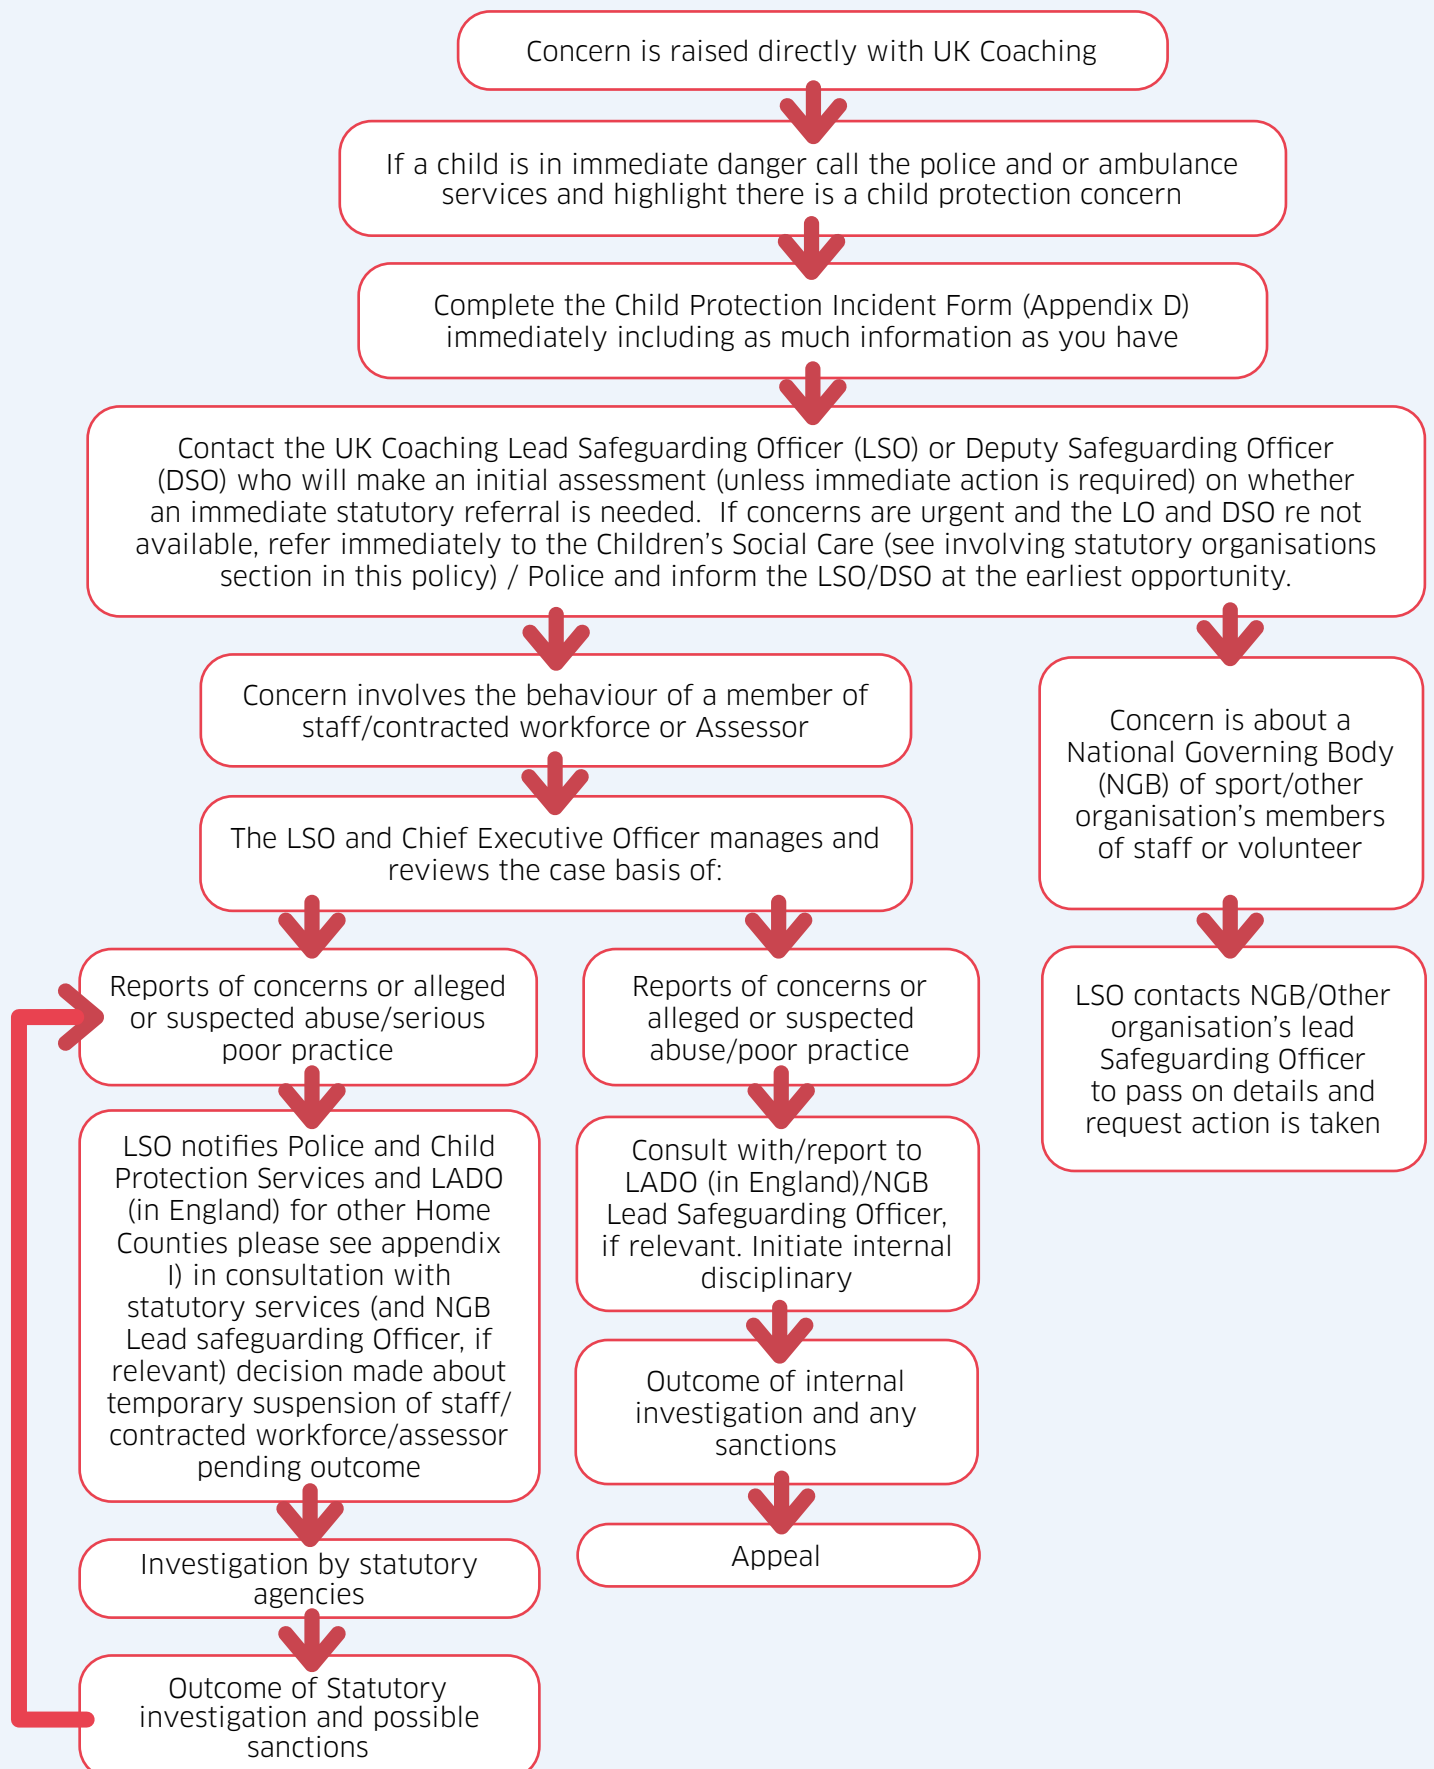 Concern is raised directly with UK Coaching
If a child is in immediate danger call the police and or ambulance
services and highlight there is a child protection concern
Complete the Child Protection Incident Form (Appendix D)
immediately including as much information as you have
Contact the UK Coaching Lead Safeguarding Officer (LSO) or Deputy Safeguarding Officer
(DSO) who will make an initial assessment (unless immediate action is required) on whether
an immediate statutory referral is needed.  If concerns are urgent and the LO and DSO re not
available, refer immediately to the Children's Social Care (see involving statutory organisations
section in this policy) / Police and inform the LSO/DSO at the earliest opportunity.
Concern involves the behaviour of a member of
staff/contracted workforce or Assessor
The LSO and Chief Executive Officer manages and
reviews the case basis of:
Reports of concerns or alleged
or suspected abuse/serious
poor practice
LSO notifies Police and Child
Protection Services and LADO
(in England) for other Home
Counties please see appendix
I) in consultation with
statutory services (and NGB
Lead safeguarding Officer, if
relevant) decision made about
temporary suspension of staff/
contracted workforce/assessor
pending outcome
Investigation by statutory
agencies
Outcome of Statutory
investigation and possible
sanctions
Reports of concerns or
alleged or suspected
abuse/poor practice
Consult with/report to
LADO (in England)/NGB
Lead Safeguarding Officer,
if relevant. Initiate internal
disciplinary
Outcome of internal
investigation and any
sanctions
Appeal
Concern is about a
National Governing Body
(NGB) of sport/other
organisation's members
of staff or volunteer
LSO contacts NGB/Other
organisation's lead
Safeguarding Officer
to pass on details and
request action is taken